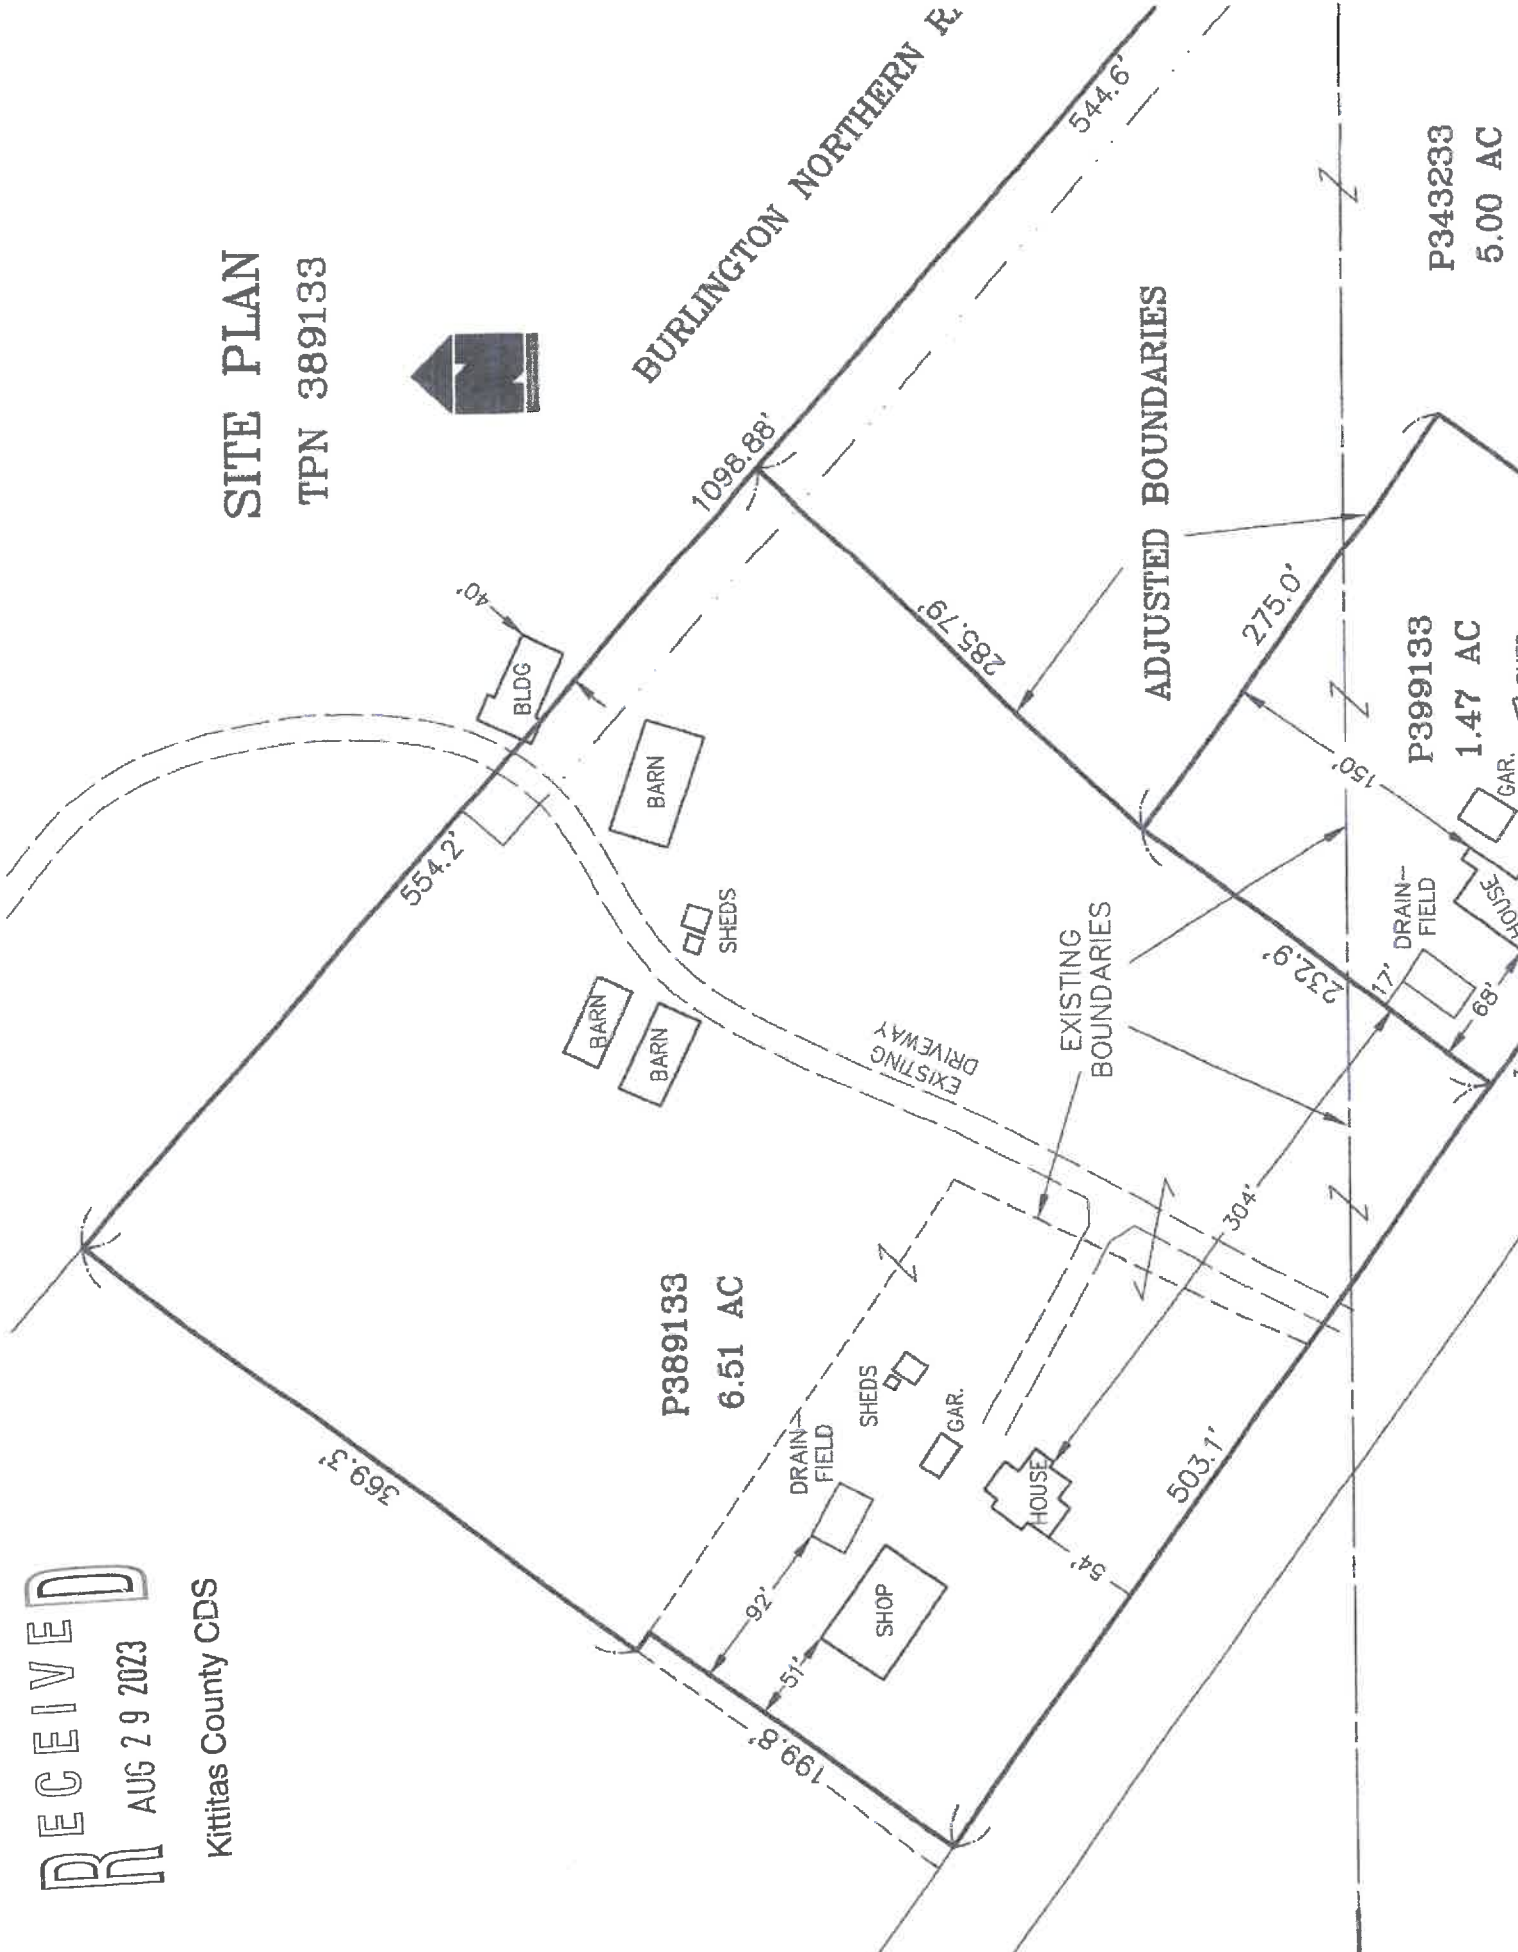 RECEIVED
AUG 29 2023
Kittitas County CDS
SITE PLAN
TPN 389133
N
BURLINGTON NORTHERN
544.6'
1098.88'
554.2'
369.3'
40'
BLDG
BARN
SHEDS
BARN
BARN
285.79'
ADJUSTED BOUNDARIES
275.0'
P343233
5.00 AC
P399133
1.47 AC
150'
GAR.
HOUSE
DRAIN-
FIELD
17'
68'
232.9'
EXISTING
BOUNDARIES
EXISTING
DRIVEWAY
304'
P389133
6.51 AC
DRAIN-
FIELD
SHEDS
GAR.
HOUSE
SHOP
92'
51'
54'
199.8'
503.1'